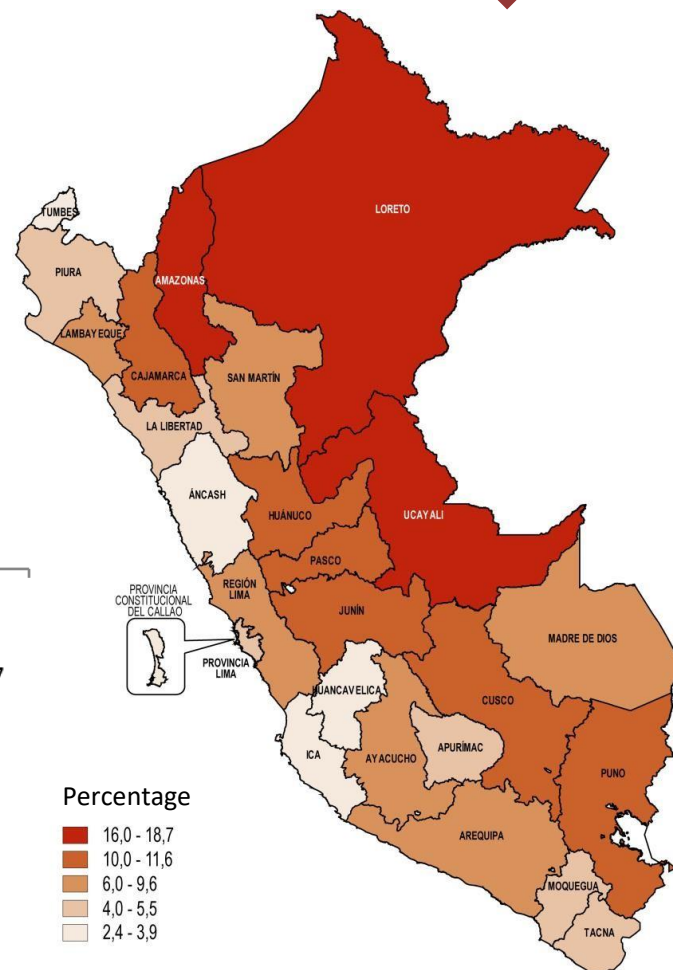 LORETO
TUMBES
AMAZONAS
PIURA
LAMBAYEQUE
CAJAMARCA
SAN MARTÍN
LA LIBERTAD
ÁNCASH
HUÁNUCO
UCAYALI
PASCO
REGIÓN
LIMA
PROVINCIA
CONSTITUCIONAL
DEL CALLAO
JUNÍN
MADRE DE DIOS
PROVINCIA
LIMA
7
HUANCAVELICA
CUSCO
ICA
AYACUCHO
APURÍMAC
PUNO
AREQUIPA
MOQUEGUA
TACNA
Percentage
16,0 - 18,7
10,0 - 11,6
6,0 - 9,6
4,0 - 5,5
2,4 - 3,9